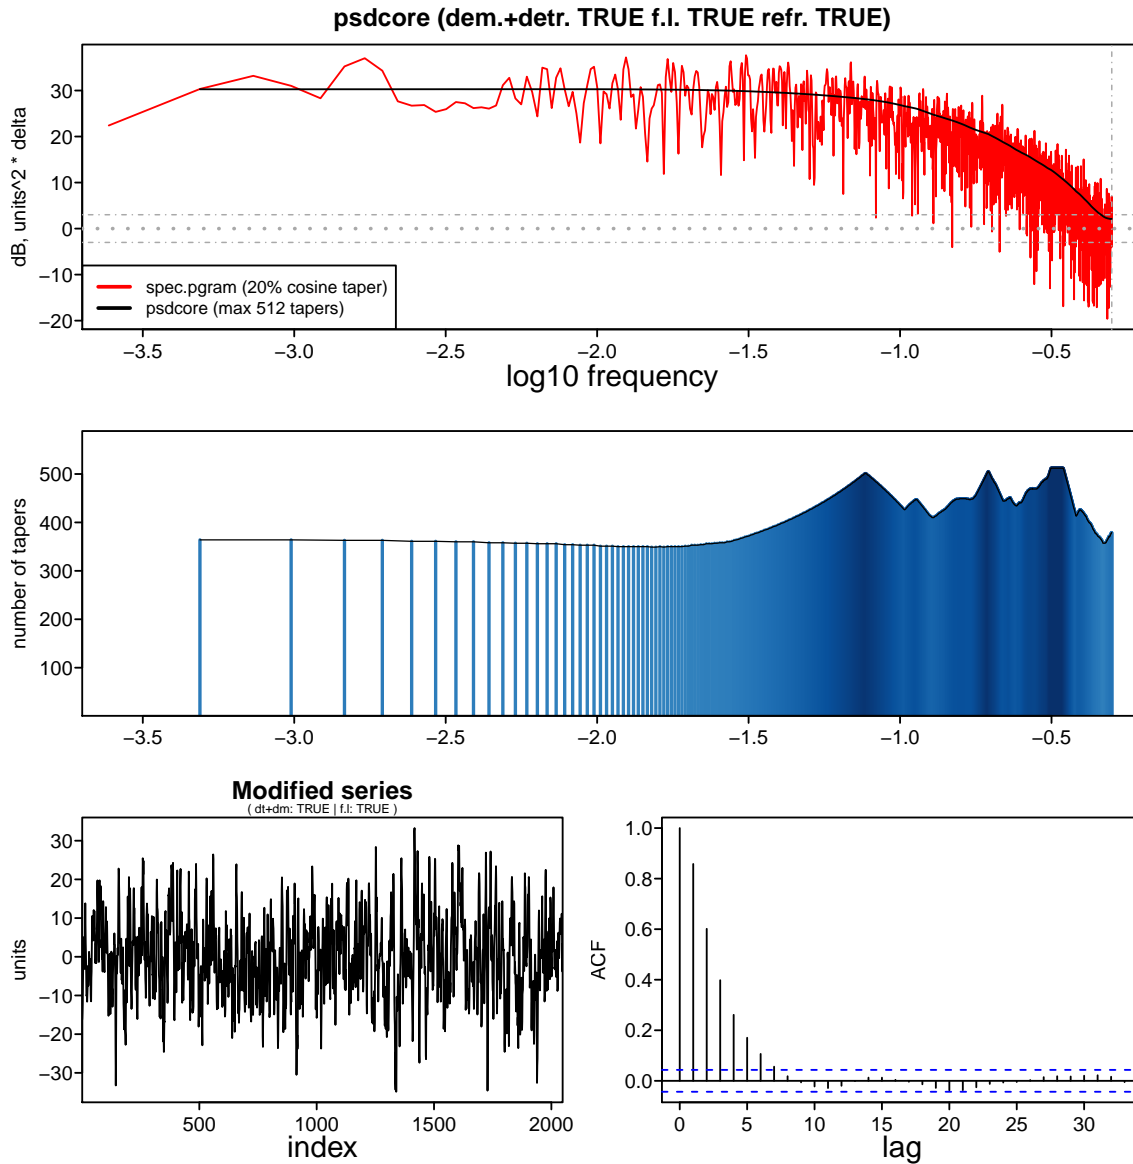 psdcore (dem.+detr. TRUE f.l. TRUE refr. TRUE)
dB, units^2 * delta
30
20
10
0
−10
−20
spec.pgram (20% cosine taper)
psdcore (max 512 tapers)
−3.5 −3.0 −2.5 −2.0 −1.5 −1.0 −0.5
log10 frequency
number of tapers
500
400
300
200
100
−3.5 −3.0 −2.5 −2.0 −1.5 −1.0 −0.5
Modified series
( dt+dm: TRUE | f.l: TRUE )
units
30
20
10
0
−10
−20
−30
500 1000 1500 2000
index
ACF
1.0
0.8
0.6
0.4
0.2
0.0
0 5 10 15 20 25 30
lag